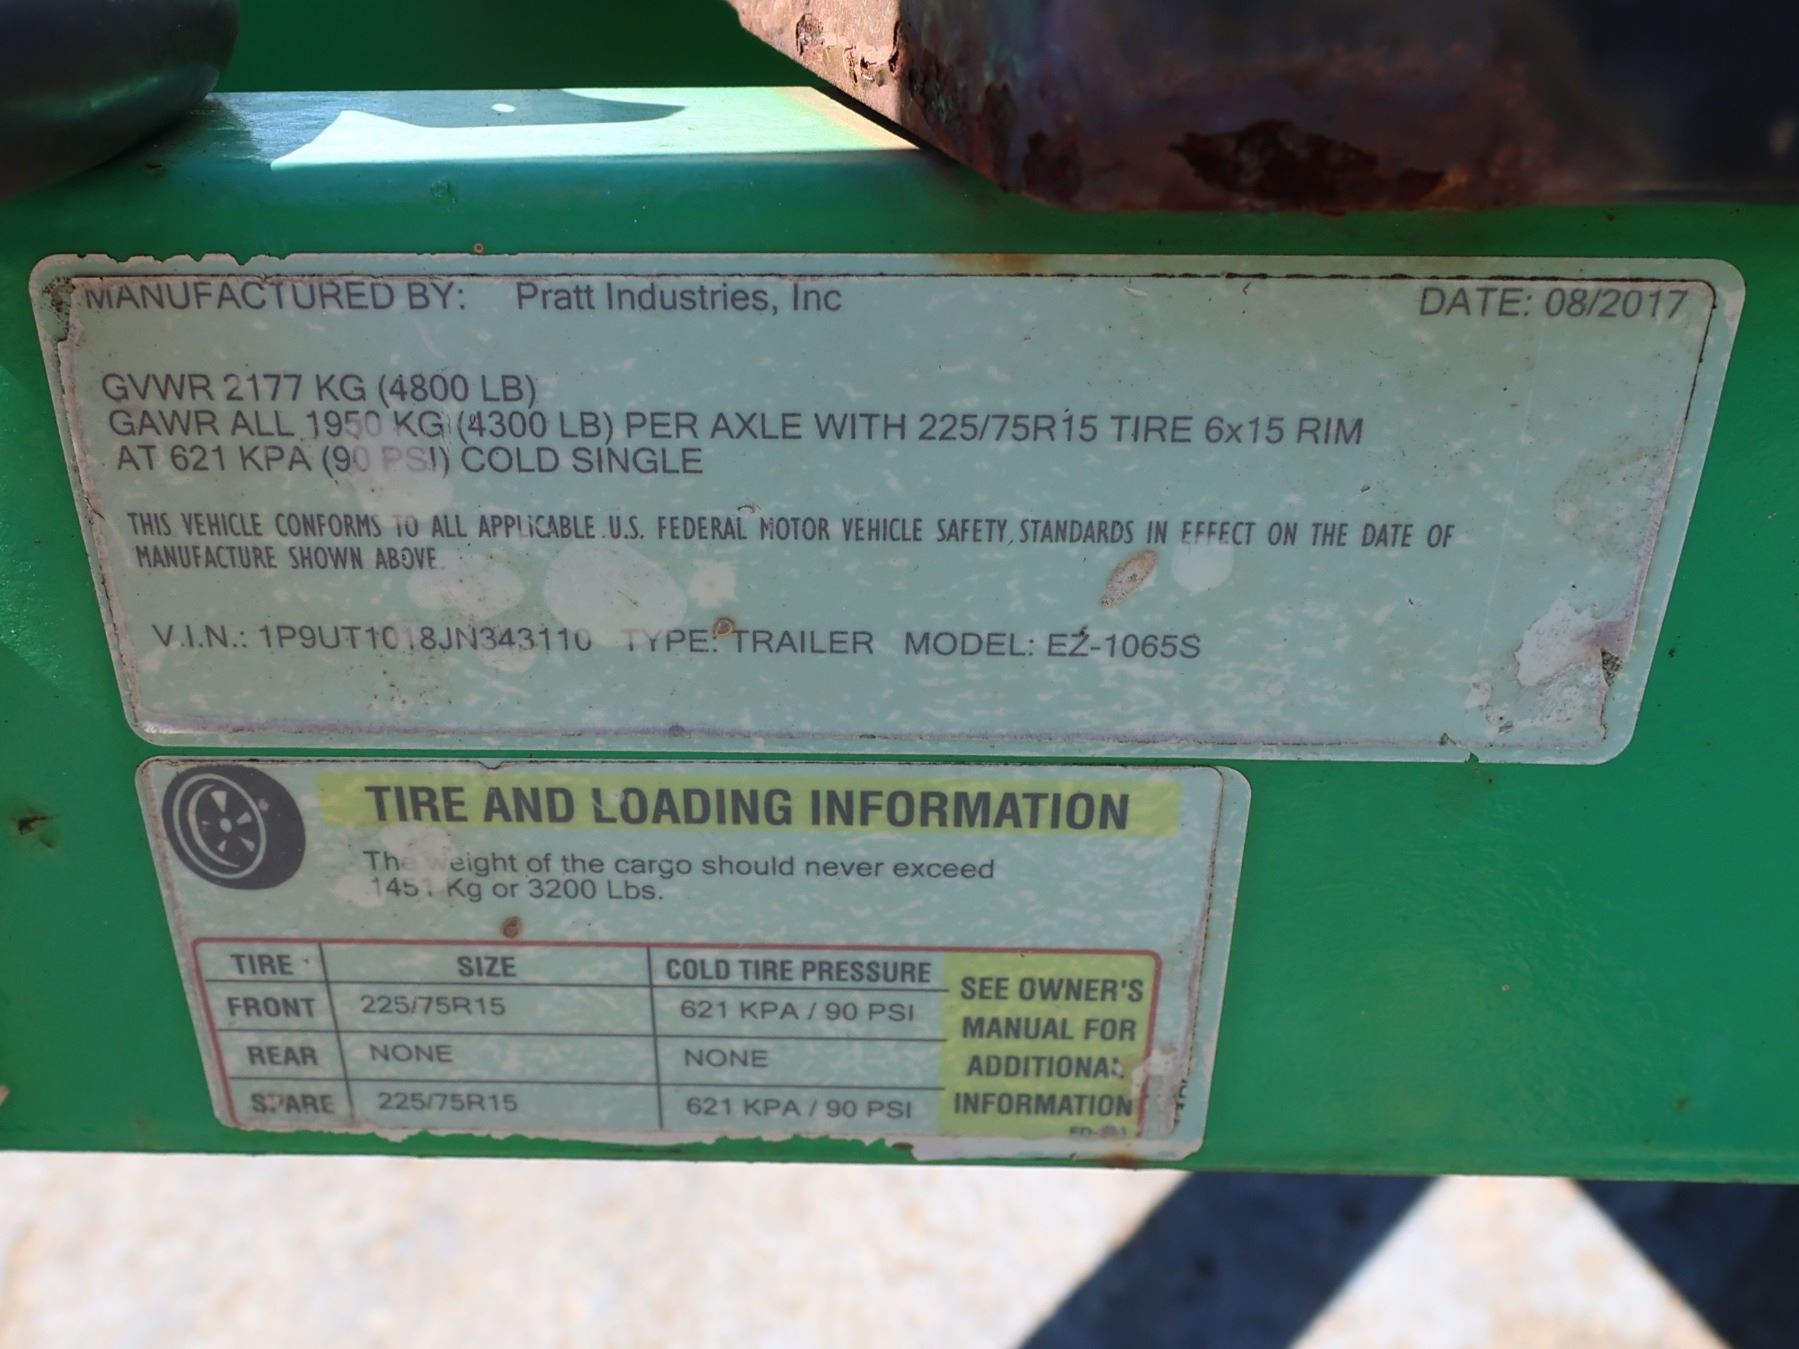 MANUFACTURED BY: Pratt Industries, Inc DATE: 08/2017
GVWR 2177 KG (4800 LB)
GAWR ALL 1950 KG (4300 LB) PER AXLE WITH 225/75R15 TIRE 6x15 RIM
AT 621 KPA (90 PSI) COLD SINGLE
THIS VEHICLE CONFORMS TO ALL APPLICABLE U.S. FEDERAL MOTOR VEHICLE SAFETY STANDARDS IN EFFECT ON THE DATE OF
MANUFACTURE SHOWN ABOVE.
V.I.N.: 1P9UT1018JN343110 TYPE: TRAILER MODEL: EZ-1065S
TIRE AND LOADING INFORMATION
The weight of the cargo should never exceed
1451 Kg or 3200 Lbs.
TIRE SIZE COLD TIRE PRESSURE
FRONT 225/75R15 621 KPA / 90 PSI
REAR NONE NONE
SPARE 225/75R15 621 KPA / 90 PSI
SEE OWNER'S
MANUAL FOR
ADDITIONAL
INFORMATION